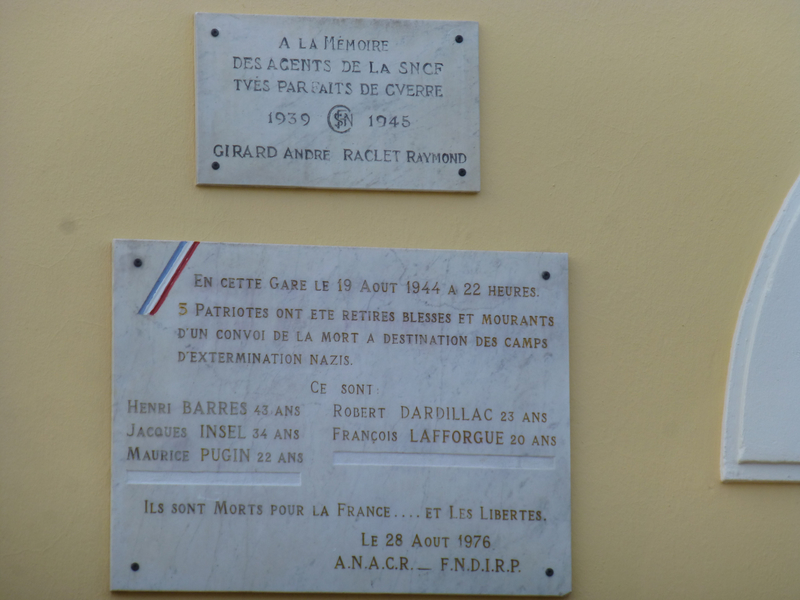 A LA MÉMOIRE
DES AGENTS DE LA SNCF
TVÉS PAR FAITS DE GVERRE
1939 SNCF 1945
GIRARD ANDRE RACLET RAYMOND
EN CETTE GARE LE 19 AOUT 1944 A 22 HEURES.
5 PATRIOTES ONT ETE RETIRES BLESSES ET MOURANTS
D'UN CONVOI DE LA MORT A DESTINATION DES CAMPS
D'EXTERMINATION NAZIS.
CE SONT:
HENRI BARRES 43 ANS ROBERT DARDILLAC 23 ANS
JACQUES INSEL 34 ANS FRANÇOIS LAFFORGUE 20 ANS
MAURICE PUGIN 22 ANS
ILS SONT MORTS POUR LA FRANCE.... ET LES LIBERTES.
LE 28 AOUT 1976
A.N.A.C.R. _ F.N.D.I.R.P.